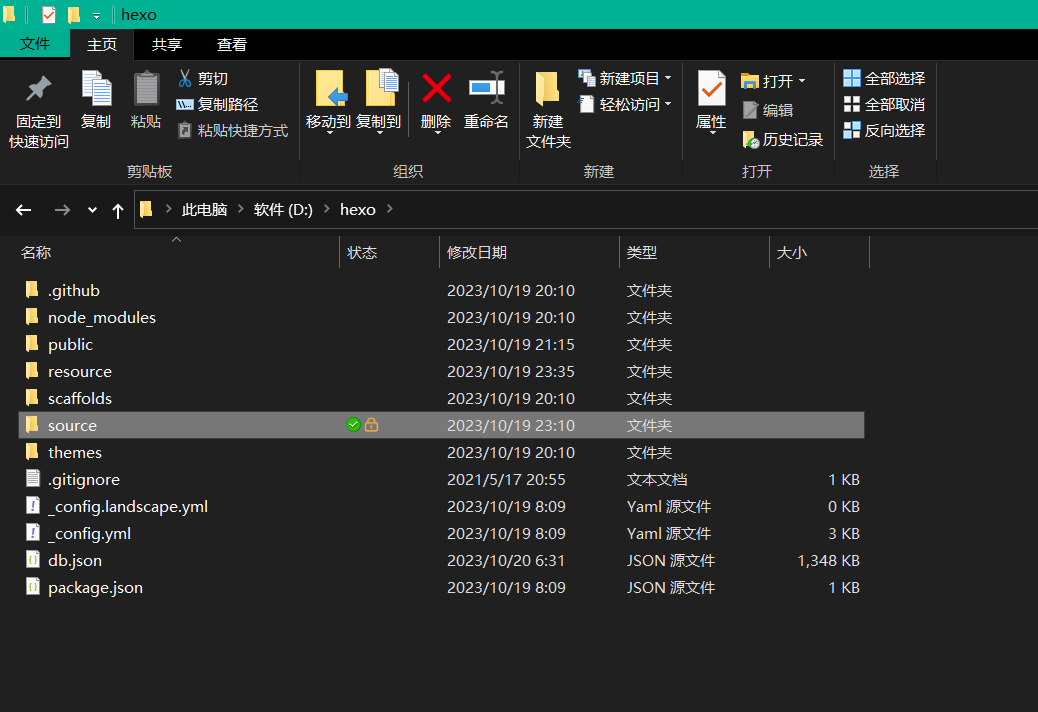 hexo
文件 主页 共享 查看
固定到
快速访问
复制
粘贴
剪切
复制路径
粘贴快捷方式
剪贴板
移动到 复制到 删除 重命名
组织
新建
文件夹
新建项目
轻松访问
新建
属性
打开
编辑
历史记录
打开
全部选择
全部取消
反向选择
选择
此电脑 软件 (D:) hexo
名称 状态 修改日期 类型 大小
.github 2023/10/19 20:10 文件夹
node_modules 2023/10/19 20:10 文件夹
public 2023/10/19 21:15 文件夹
resource 2023/10/19 23:35 文件夹
scaffolds 2023/10/19 20:10 文件夹
source 2023/10/19 23:10 文件夹
themes 2023/10/19 20:10 文件夹
.gitignore 2021/5/17 20:55 文本文档 1 KB
_config.landscape.yml 2023/10/19 8:09 Yaml 源文件 0 KB
_config.yml 2023/10/19 8:09 Yaml 源文件 3 KB
db.json 2023/10/20 6:31 JSON 源文件 1,348 KB
package.json 2023/10/19 8:09 JSON 源文件 1 KB